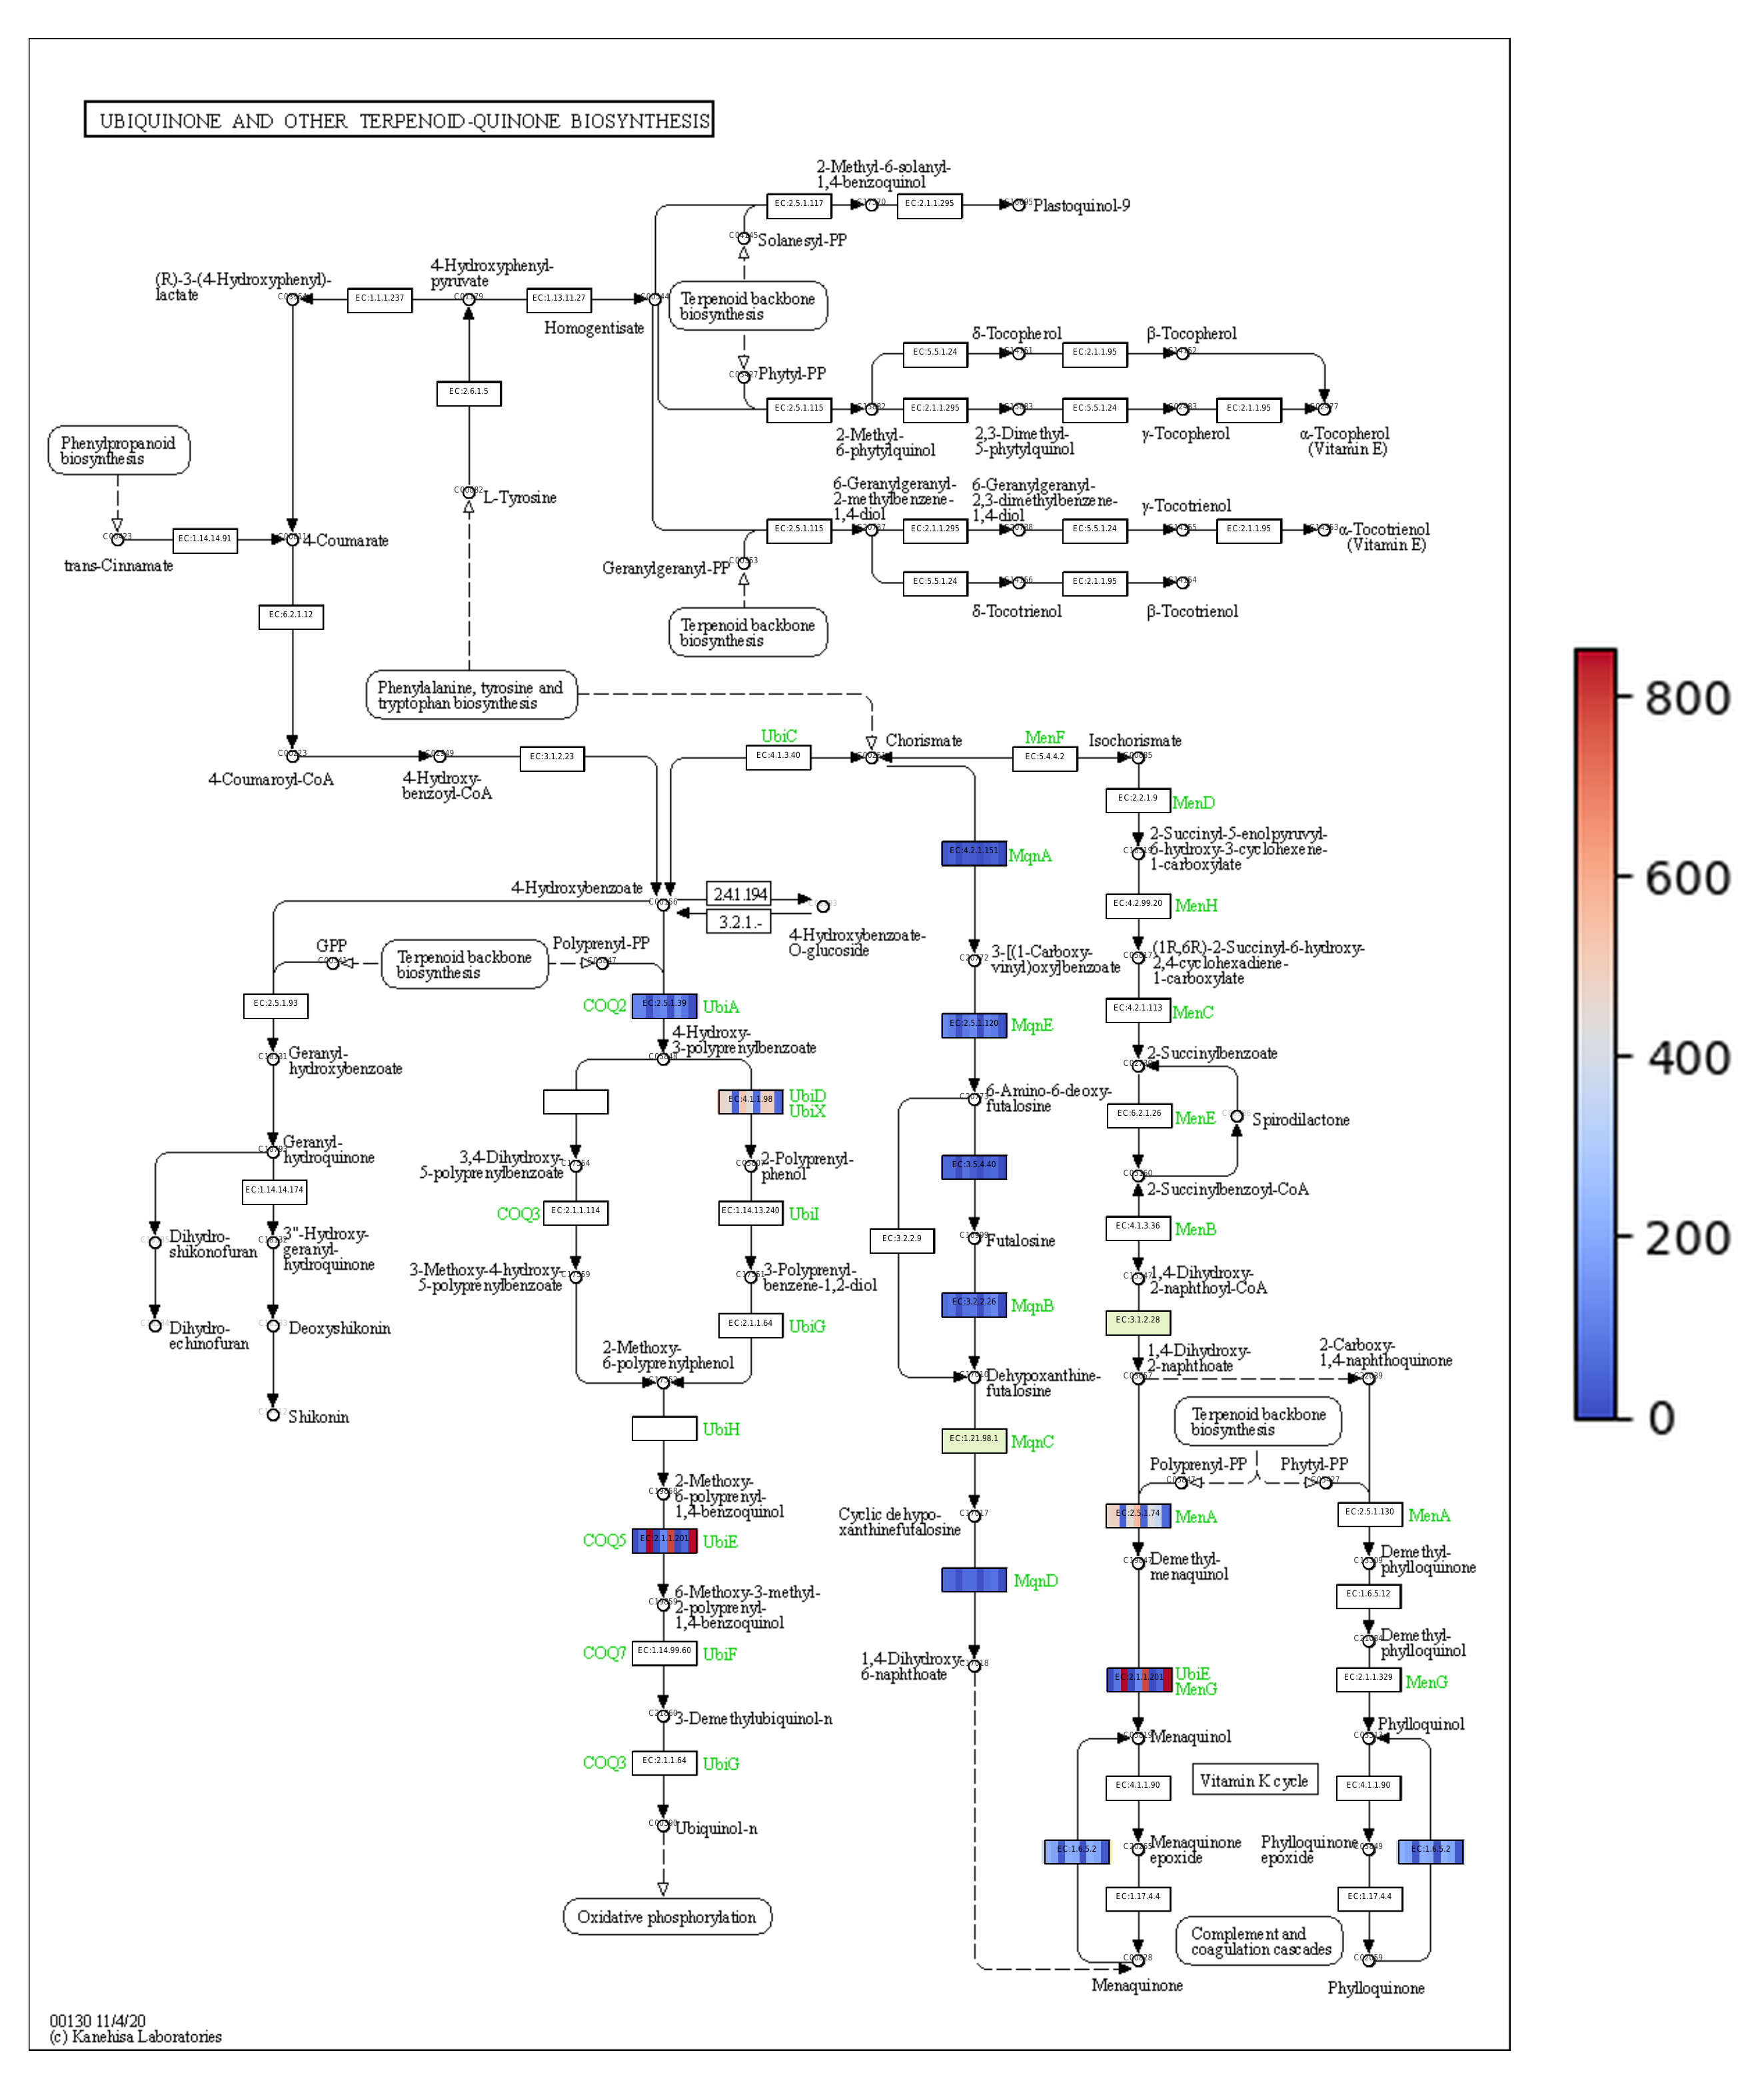 UBIQUINONE AND OTHER TERPENOID-QUINONE BIOSYNTHESIS
2-Methyl-6-solanyl-
1,4-benzoquinol
EC:2.5.1.117
EC:2.1.1.295
Plastoquinol-9
Solanesyl-PP
(R)-3-(4-Hydroxyphenyl)-
lactate
EC:1.1.1.237
4-Hydroxyphenyl-
pyruvate
EC:1.13.11.27
Homogentisate
Terpenoid backbone
biosynthesis
Phytyl-PP
EC:5.5.1.24
δ-Tocopherol
EC:2.1.1.95
β-Tocopherol
EC:2.6.1.5
EC:2.5.1.115
EC:2.1.1.295
EC:5.5.1.24
EC:2.1.1.95
2-Methyl-
6-phytylquinol
2,3-Dimethyl-
5-phytylquinol
γ-Tocopherol
α-Tocopherol
(Vitamin E)
Phenylpropanoid
biosynthesis
L-Tyrosine
6-Geranylgeranyl-
2-methylbenzene-
1,4-diol
6-Geranylgeranyl-
2,3-dimethylbenzene-
1,4-diol
γ-Tocotrienol
EC:2.5.1.115
EC:2.1.1.295
EC:5.5.1.24
EC:2.1.1.95
α-Tocotrienol
(Vitamin E)
EC:1.14.14.91
4-Coumarate
trans-Cinnamate
Geranylgeranyl-PP
EC:5.5.1.24
EC:2.1.1.95
δ-Tocotrienol
β-Tocotrienol
EC:6.2.1.12
Terpenoid backbone
biosynthesis
Phenylalanine, tyrosine and
tryptophan biosynthesis
800
600
400
200
0
4-Coumaroyl-CoA
4-Hydroxy-
benzoyl-CoA
EC:3.1.2.23
UbiC
EC:4.1.3.40
Chorismate
MenF
EC:5.4.4.2
Isochorismate
EC:2.2.1.9
MenD
2-Succinyl-5-enolpyruvyl-
6-hydroxy-3-cyclohexene-
1-carboxylate
EC:4.2.1.151
MqnA
4-Hydroxybenzoate
2.4.1.194
3.2.1.-
4-Hydroxybenzoate-
O-glucoside
EC:4.2.99.20
MenH
GPP
Terpenoid backbone
biosynthesis
Polyprenyl-PP
3-[(1-Carboxy-
vinyl)oxy]benzoate
(1R,6R)-2-Succinyl-6-hydroxy-
2,4-cyclohexadiene-
1-carboxylate
EC:2.5.1.93
COQ2
EC:2.5.1.39
UbiA
EC:2.5.1.120
MqnE
EC:4.2.1.113
MenC
Geranyl-
hydroxybenzoate
4-Hydroxy-
3-polyprenylbenzoate
2-Succinylbenzoate
EC:4.1.1.98
UbiD
UbiX
6-Amino-6-deoxy-
futalosine
EC:6.2.1.26
MenE
Spirodilactone
Geranyl-
hydroquinone
3,4-Dihydroxy-
5-polyprenylbenzoate
2-Polyprenyl-
phenol
EC:3.5.4.40
2-Succinylbenzoyl-CoA
EC:1.14.14.174
COQ3
EC:2.1.1.114
EC:1.14.13.240
UbiI
EC:3.2.2.9
Futalosine
EC:4.1.3.36
MenB
Dihydro-
shikonofuran
3"-Hydroxy-
geranyl-
hydroquinone
3-Methoxy-4-hydroxy-
5-polyprenylbenzoate
3-Polyprenyl-
benzene-1,2-diol
1,4-Dihydroxy-
2-naphthoyl-CoA
Dihydro-
echinofuran
Deoxyshikonin
EC:2.1.1.64
UbiG
EC:3.2.2.26
MqnB
EC:3.1.2.28
2-Methoxy-
6-polyprenylphenol
Dehypoxanthine-
futalosine
1,4-Dihydroxy-
2-naphthoate
2-Carboxy-
1,4-naphthoquinone
Shikonin
UbiH
EC:1.21.98.1
MqnC
Terpenoid backbone
biosynthesis
Polyprenyl-PP
Phytyl-PP
2-Methoxy-
6-polyprenyl-
1,4-benzoquinol
Cyclic dehypo-
xanthinefutalosine
EC:2.5.1.74
MenA
EC:2.5.1.130
MenA
COQ5
EC:2.1.1.201
UbiE
Demethyl-
menaquinol
Demethyl-
phylloquinone
MqnD
EC:1.6.5.12
6-Methoxy-3-methyl-
2-polyprenyl-
1,4-benzoquinol
Demethyl-
phylloquinol
COQ7
EC:1.14.99.60
UbiF
1,4-Dihydroxy-
6-naphthoate
EC:2.1.1.201
UbiE
MenG
EC:2.1.1.329
MenG
3-Demethylubiquinol-n
Menaquinol
Phylloquinol
COQ3
EC:2.1.1.64
UbiG
EC:4.1.1.90
Vitamin K cycle
EC:4.1.1.90
Ubiquinol-n
EC:1.6.5.2
Menaquinone
epoxide
Phylloquinone
epoxide
EC:1.6.5.2
EC:1.17.4.4
EC:1.17.4.4
Oxidative phosphorylation
Complement and
coagulation cascades
Menaquinone
Phylloquinone
00130 11/4/20
(c) Kanehisa Laboratories